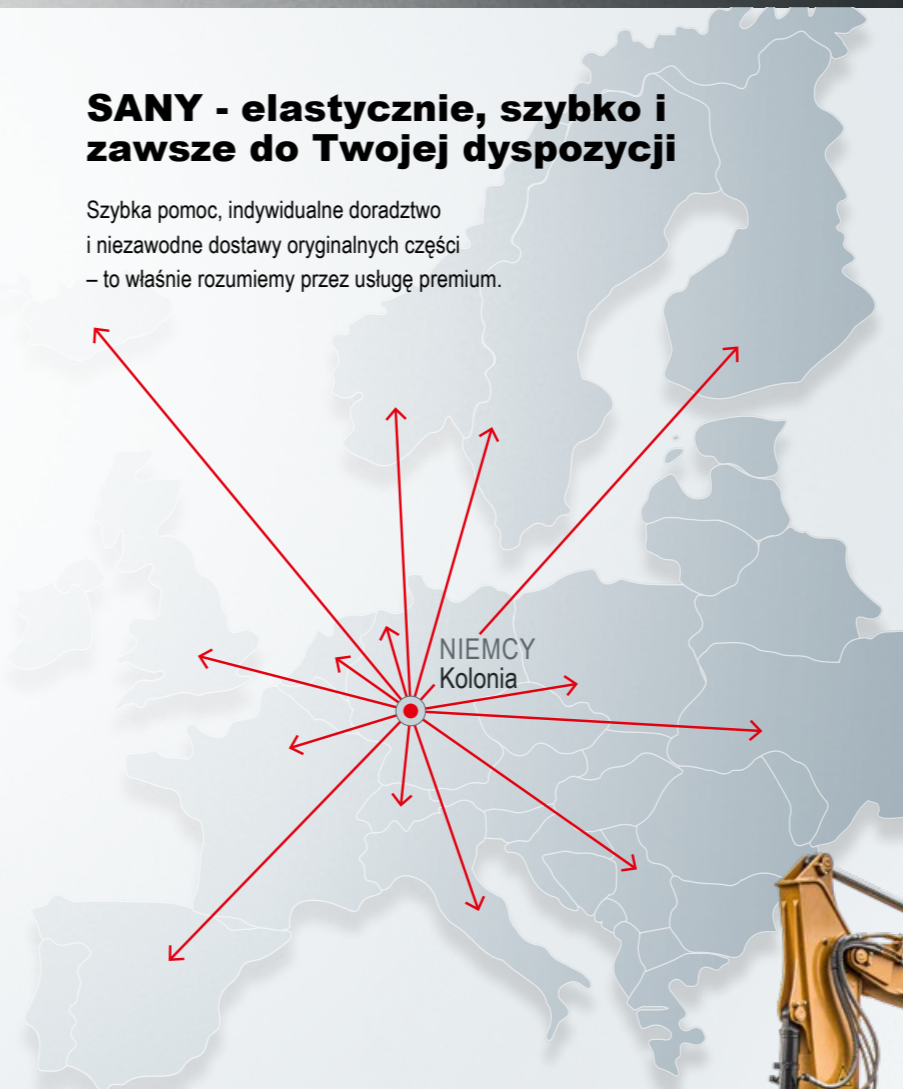 SANY - elastycznie, szybko i
zawsze do Twojej dyspozycji
Szybka pomoc, indywidualne doradztwo
i niezawodne dostawy oryginalnych części
– to właśnie rozumiemy przez usługę premium.
NIEMCY
Kolonia